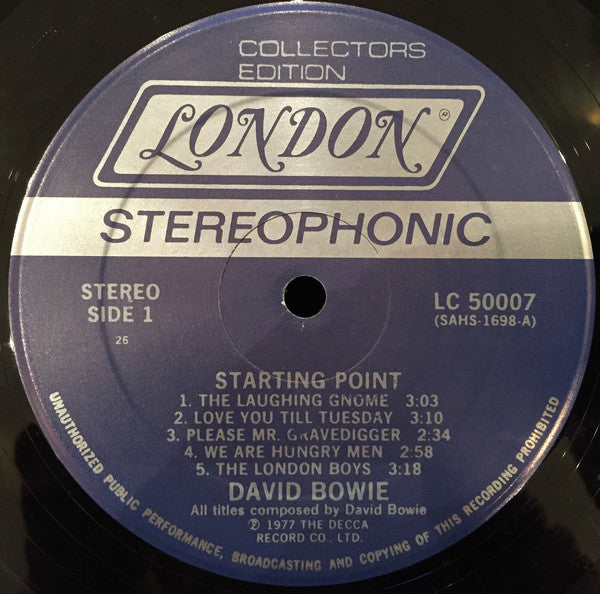 COLLECTORS
EDITION
LONDON®
STEREOPHONIC
STEREO
SIDE 1
26
LC 50007
(SAHS-1698-A)
STARTING POINT
1. THE LAUGHING GNOME 3:03
2. LOVE YOU TILL TUESDAY 3:10
3. PLEASE MR. GRAVEDIGGER 2:34
4. WE ARE HUNGRY MEN 2:58
5. THE LONDON BOYS 3:18
DAVID BOWIE
All titles composed by David Bowie
℗ 1977 THE DECCA
RECORD CO., LTD.
UNAUTHORIZED PUBLIC PERFORMANCE, BROADCASTING AND COPYING OF THIS RECORDING PROHIBITED